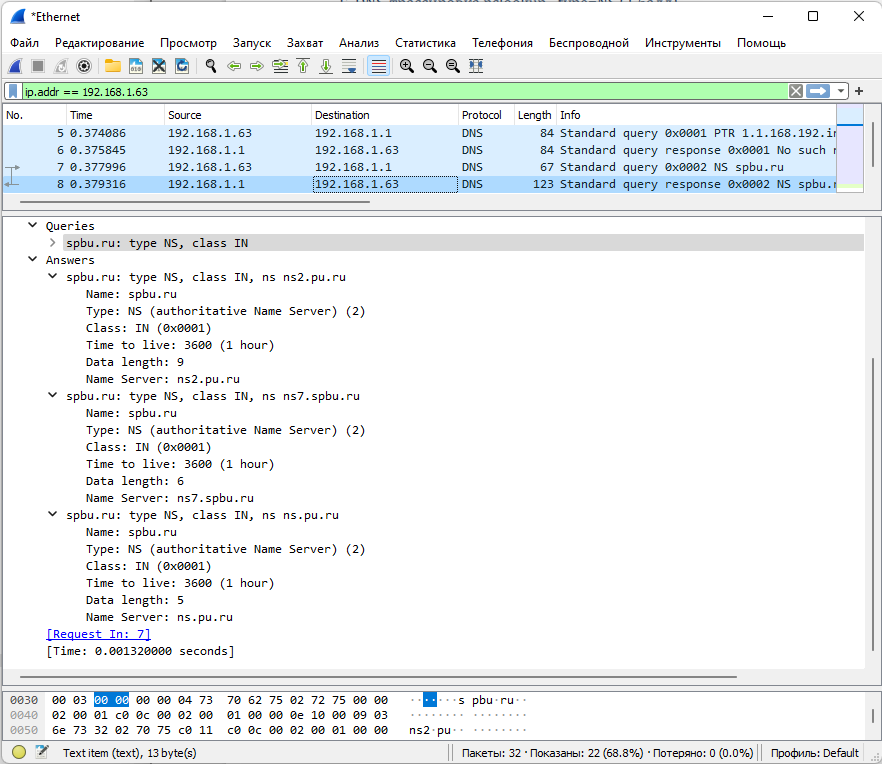 *Ethernet
Файл Редактирование Просмотр Запуск Захват Анализ Статистика Телефония Беспроводной Инструменты Помощь
ip.addr == 192.168.1.63
No. Time Source Destination Protocol Length Info
5 0.374086 192.168.1.63 192.168.1.1 DNS 84 Standard query 0x0001 PTR 1.1.168.192.in
6 0.375845 192.168.1.1 192.168.1.63 DNS 84 Standard query response 0x0001 No such
7 0.377996 192.168.1.63 192.168.1.1 DNS 67 Standard query 0x0002 NS spbu.ru
8 0.379316 192.168.1.1 192.168.1.63 DNS 123 Standard query response 0x0002 NS spbu.r
Queries
spbu.ru: type NS, class IN
Answers
spbu.ru: type NS, class IN, ns ns2.pu.ru
Name: spbu.ru
Type: NS (authoritative Name Server) (2)
Class: IN (0x0001)
Time to live: 3600 (1 hour)
Data length: 9
Name Server: ns2.pu.ru
spbu.ru: type NS, class IN, ns ns7.spbu.ru
Name: spbu.ru
Type: NS (authoritative Name Server) (2)
Class: IN (0x0001)
Time to live: 3600 (1 hour)
Data length: 6
Name Server: ns7.spbu.ru
spbu.ru: type NS, class IN, ns ns.pu.ru
Name: spbu.ru
Type: NS (authoritative Name Server) (2)
Class: IN (0x0001)
Time to live: 3600 (1 hour)
Data length: 5
Name Server: ns.pu.ru
[Request In: 7]
[Time: 0.001320000 seconds]
0030 00 03 00 00 00 00 04 73 70 62 75 02 72 75 00 00 ·······s pbu·ru··
0040 02 00 01 c0 0c 00 02 00 01 00 00 0e 10 00 09 03 ········ ········
0050 6e 73 32 02 70 75 c0 11 c0 0c 00 02 00 01 00 00 ns2·pu·· ········
Text item (text), 13 byte(s) Пакеты: 32 · Показаны: 22 (68.8%) · Потеряно: 0 (0.0%) Профиль: Default